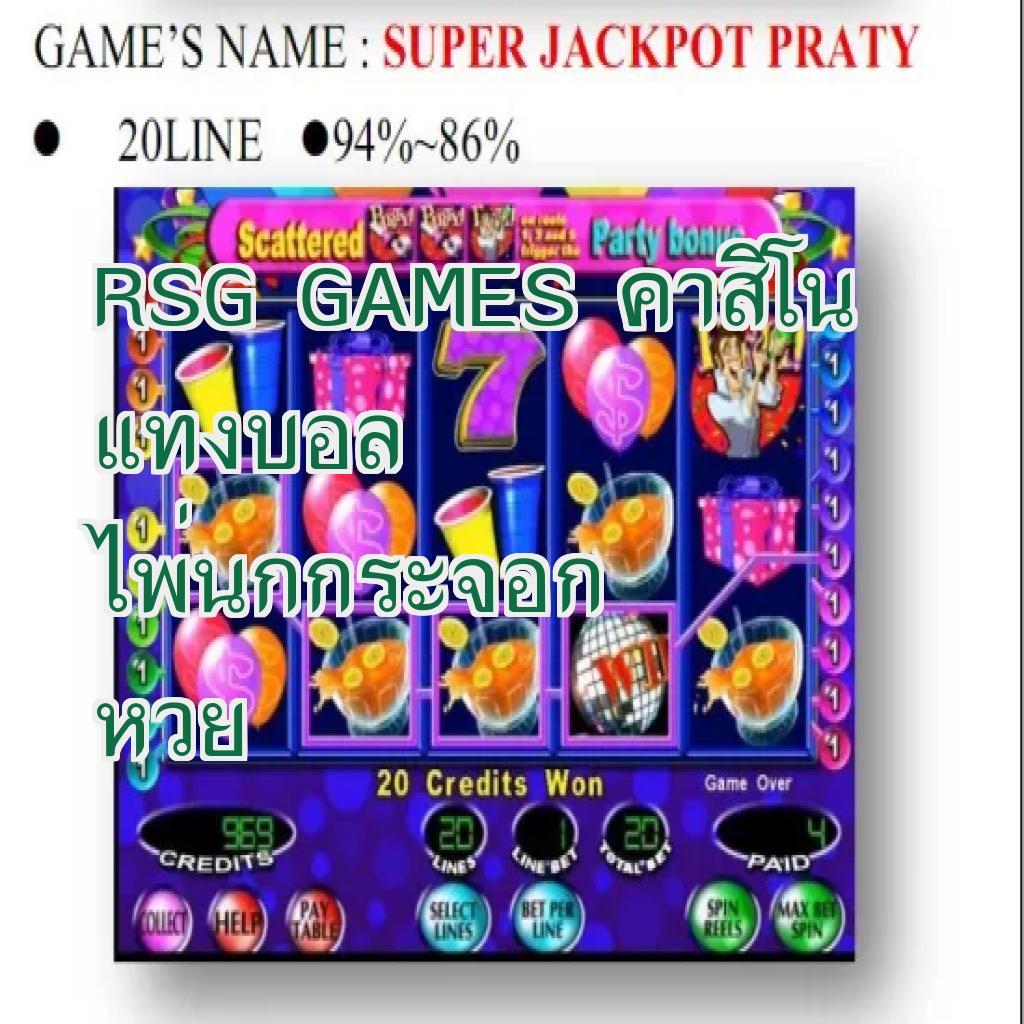 GAME'S NAME : SUPER JACKPOT PRATY
● 20LINE ●94%~86%
Scattered Party bonus
RSG GAMES คาสิโน
แทงบอล
ไพ่นกกระจอก
หวย
20 Credits Won
Game Over
969 20 1 20 4
CREDITS LINES LINE BET TOTAL BET PAID
COLLECT HELP PAY TABLE SELECT LINES BET PER LINE SPIN REELS MAX BET SPIN